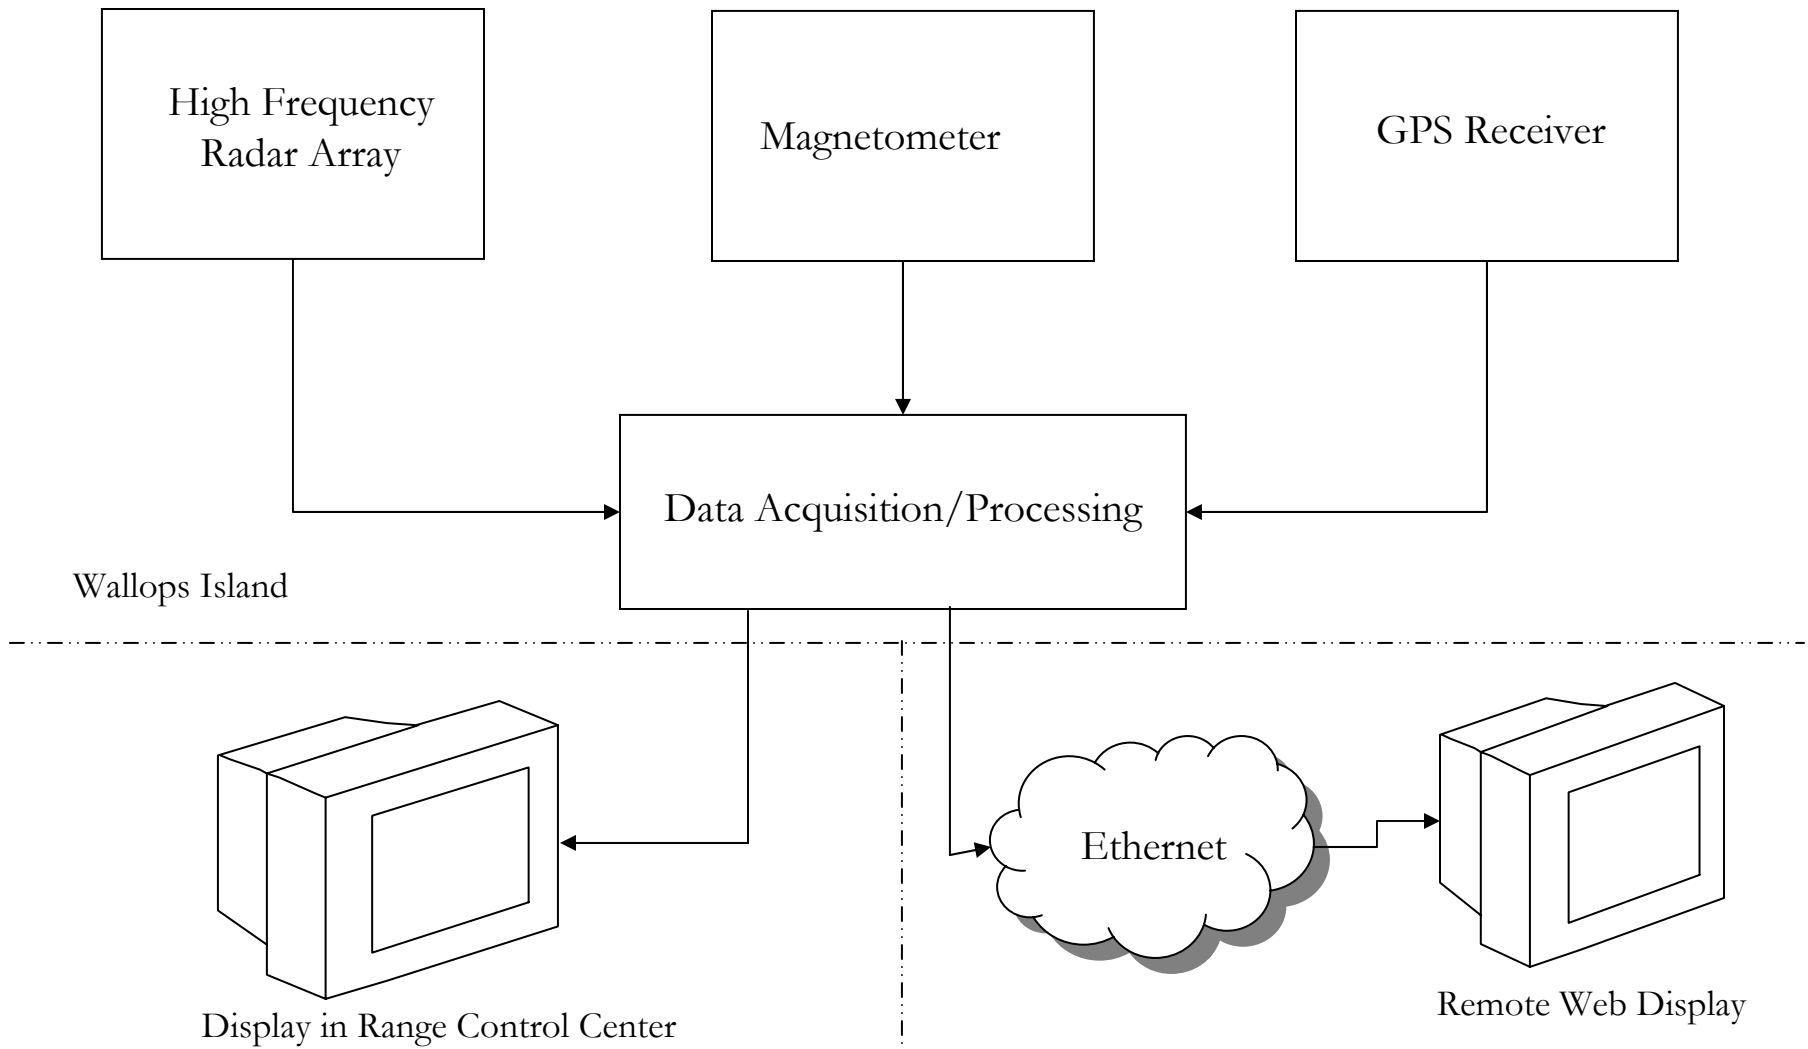 High Frequency
Radar Array
Magnetometer
GPS Receiver
Data Acquisition/Processing
Wallops Island
Ethernet
Display in Range Control Center
Remote Web Display